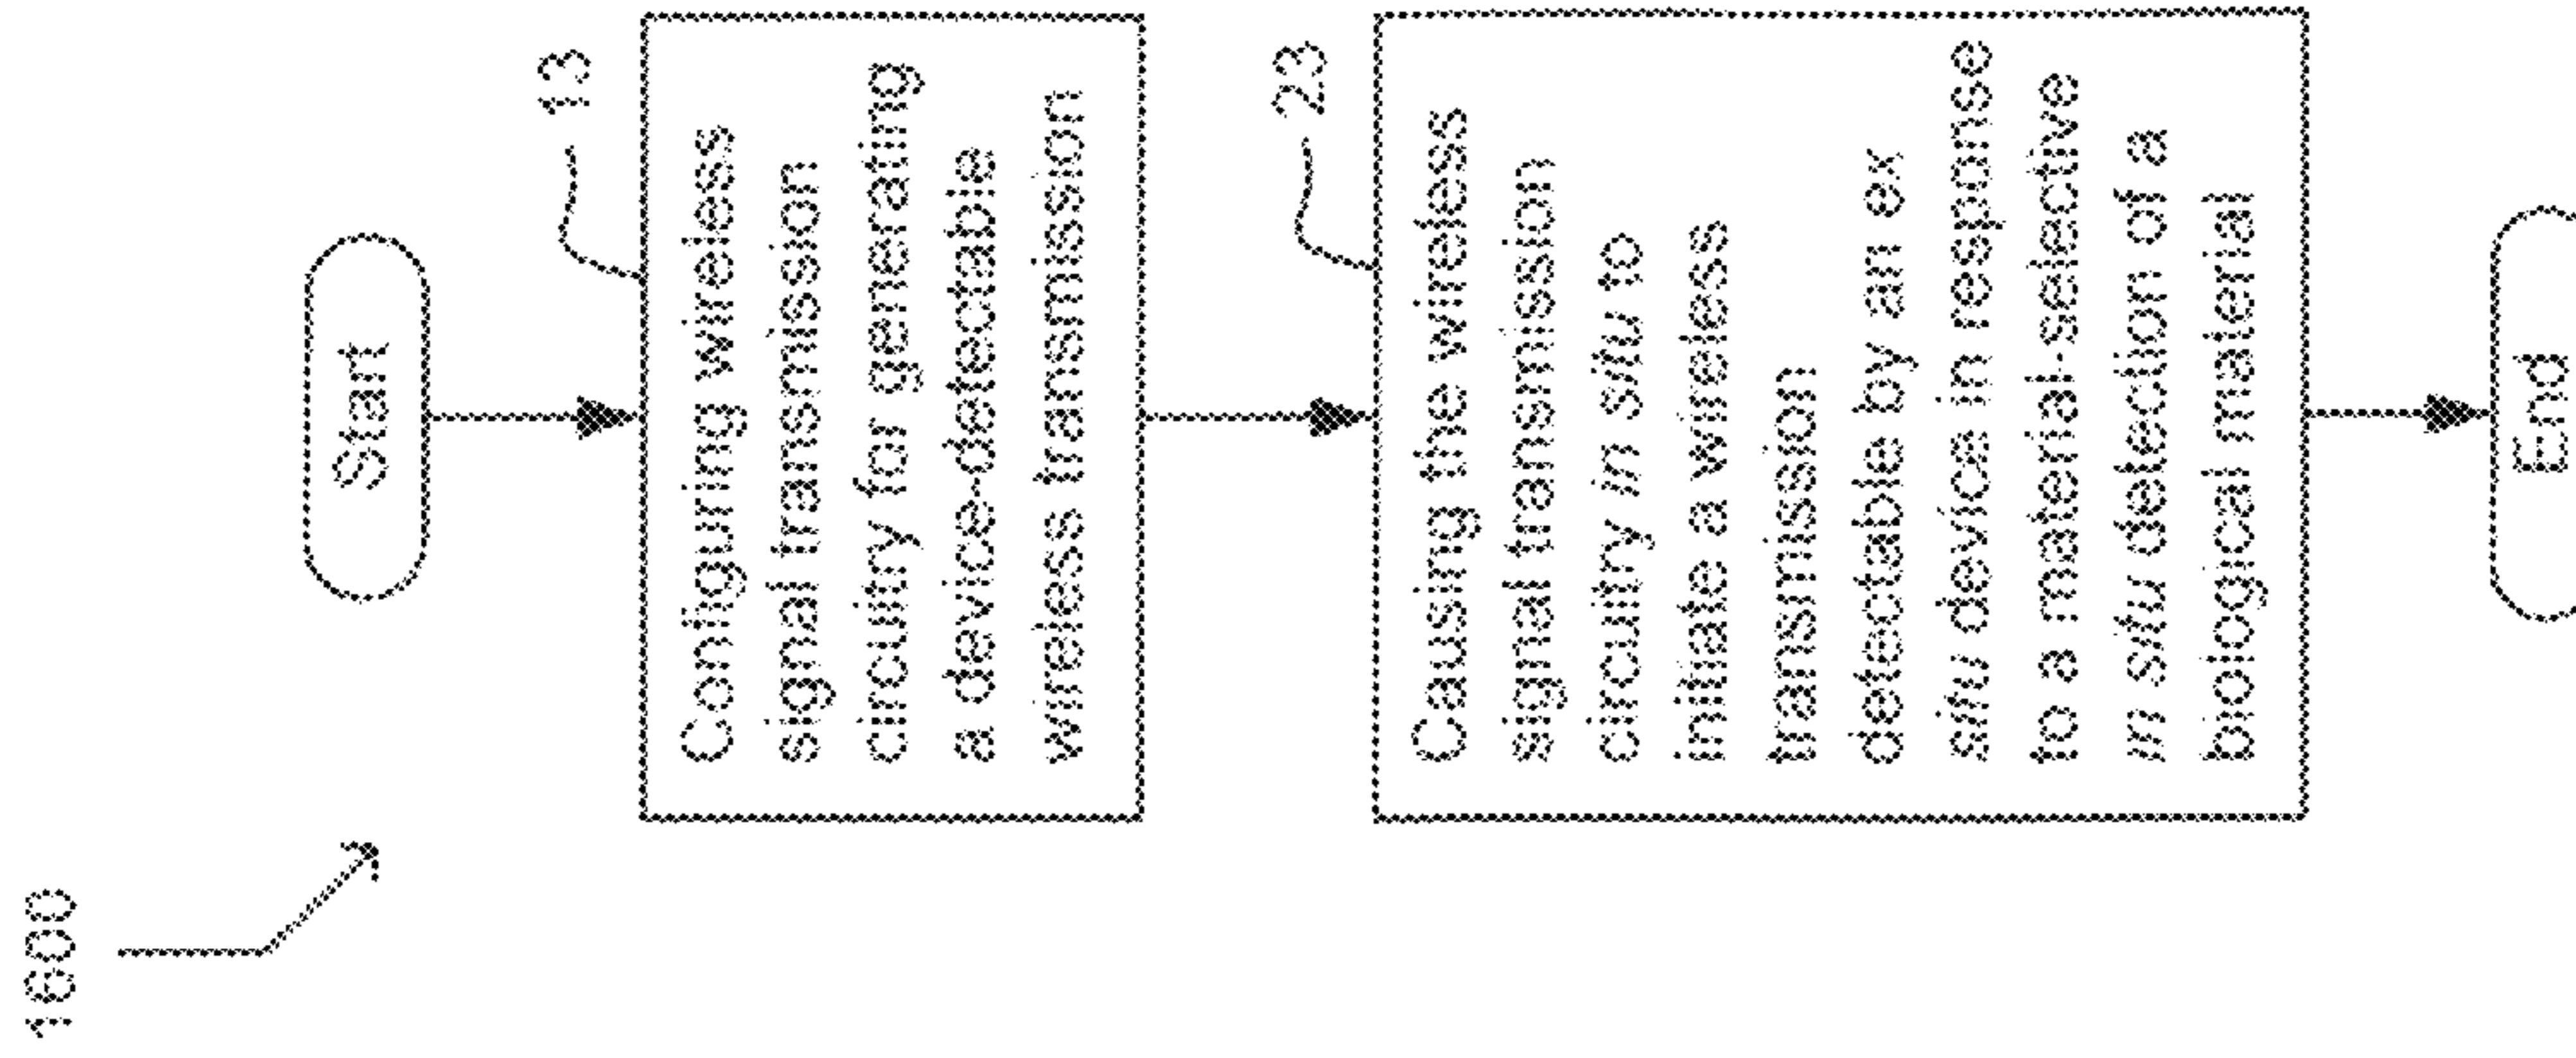 1600
Start
13
Configuring wireless
signal transmission
circuitry for generating
a device-detectable
wireless transmission
23
Causing the wireless
signal transmission
circuitry in situ to
initiate a wireless
transmission
detectable by an ex
situ device in response
to a material-selective
in situ detection of a
biological material
End